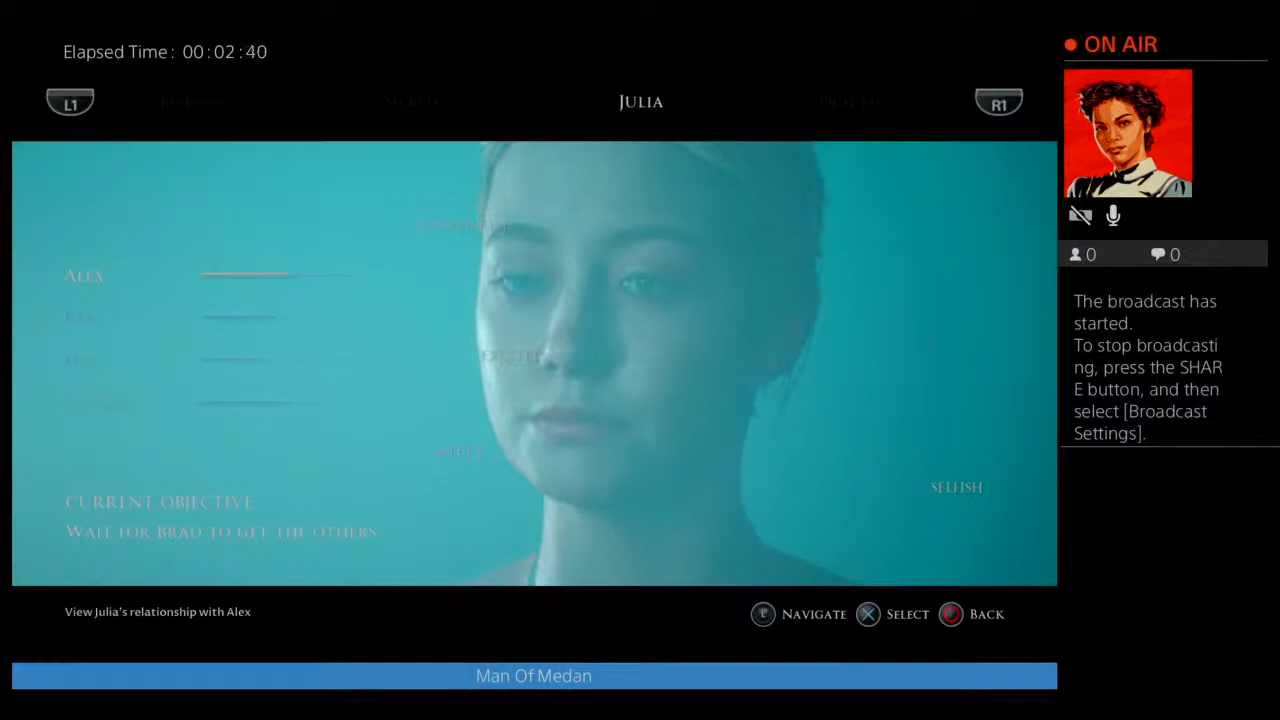 Elapsed Time: 00:02:40
ON AIR
L1
JULIA
R1
ALEX
EXCITED
SELFISH
CURRENT OBJECTIVE
WAIT FOR BRAD TO GET THE OTHERS
0
0
The broadcast has
started.
To stop broadcasti
ng, press the SHAR
E button, and then
select [Broadcast
Settings].
View Julia's relationship with Alex
L NAVIGATE
SELECT
BACK
Man Of Medan